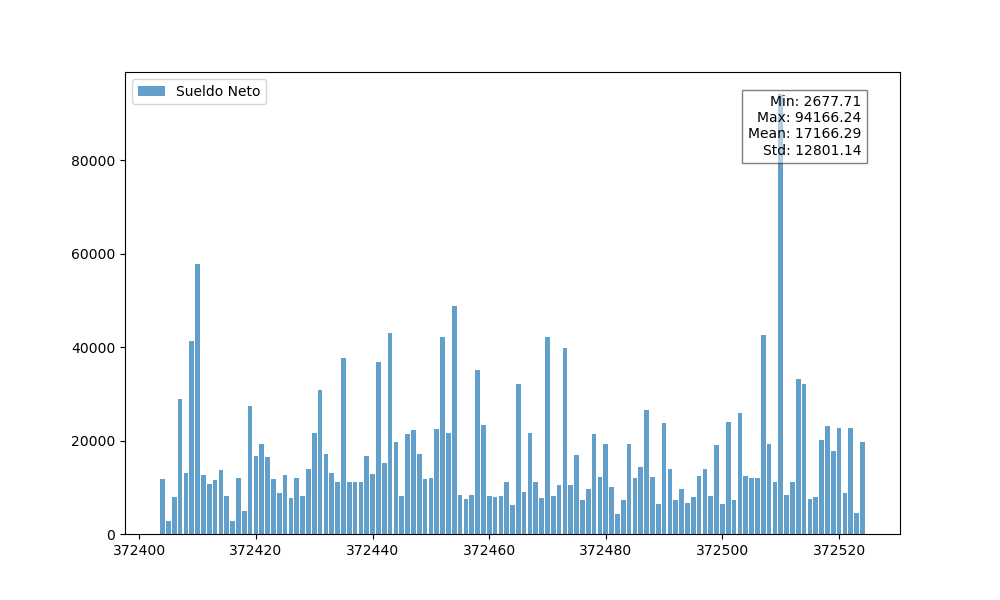 Sueldo Neto
Min: 2677.71
Max: 94166.24
Mean: 17166.29
Std: 12801.14
80000
60000
40000
20000
0
372400 372420 372440 372460 372480 372500 372520